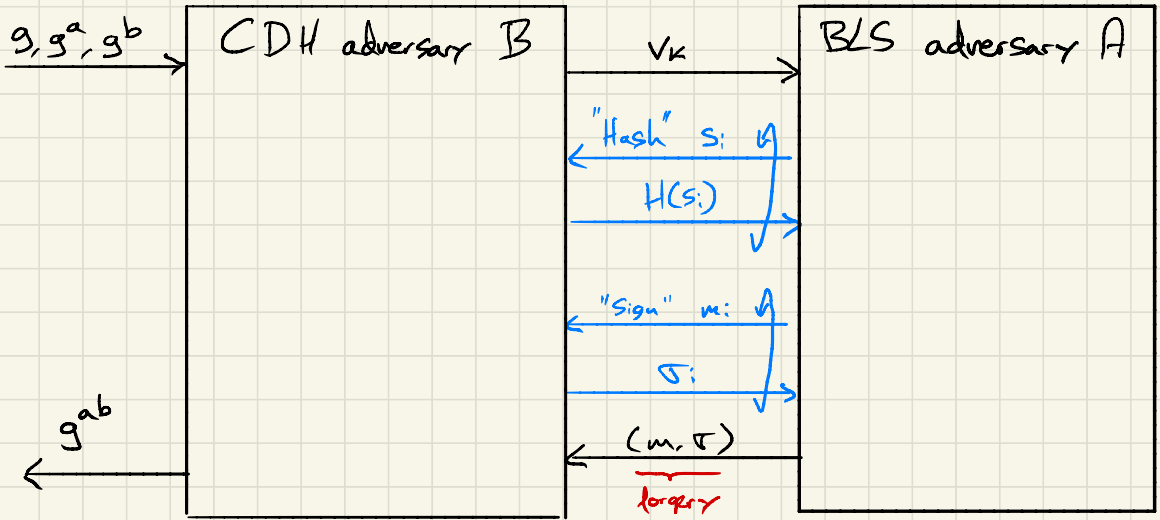 g, g^a, g^b
CDH adversary B
VK
BLS adversary A
"Hash" s_i
H(s_i)
"Sign" m_i
σ_i
g^ab
(m, σ)
forgery